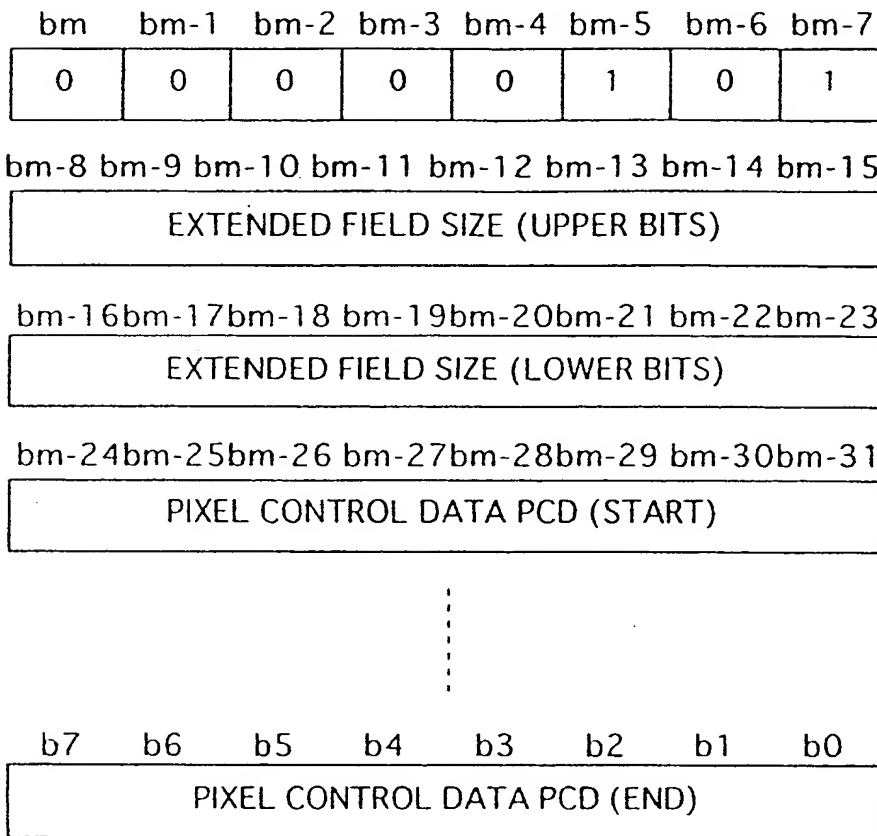 bm bm-1 bm-2 bm-3 bm-4 bm-5 bm-6 bm-7
0 0 0 0 0 1 0 1
bm-8 bm-9 bm-10 bm-11 bm-12 bm-13 bm-14 bm-15
EXTENDED FIELD SIZE (UPPER BITS)
bm-16 bm-17 bm-18 bm-19 bm-20 bm-21 bm-22 bm-23
EXTENDED FIELD SIZE (LOWER BITS)
bm-24 bm-25 bm-26 bm-27 bm-28 bm-29 bm-30 bm-31
PIXEL CONTROL DATA PCD (START)
b7 b6 b5 b4 b3 b2 b1 b0
PIXEL CONTROL DATA PCD (END)